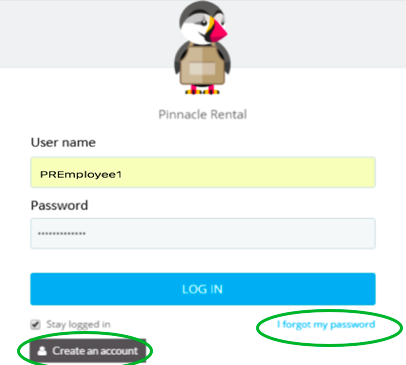 Pinnacle Rental
User name
PREmployee1
Password
•••••••••••••
LOG IN
Stay logged in
I forgot my password
Create an account